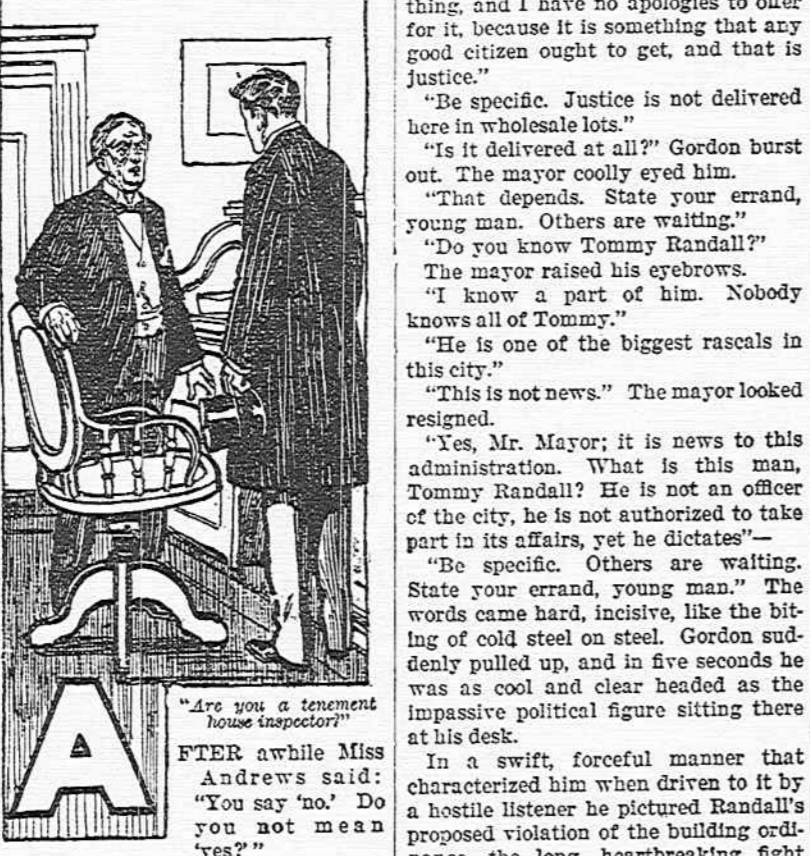 "Are you a tenement
house inspector?"
AFTER awhile Miss
Andrews said:
"You say 'no.' Do
you not mean
'yes?'"
thing, and I have no apologies to offer
for it, because it is something that any
good citizen ought to get, and that is
justice."
"Be specific. Justice is not delivered
here in wholesale lots."
"Is it delivered at all?" Gordon burst
out. The mayor coolly eyed him.
"That depends. State your errand,
young man. Others are waiting."
"Do you know Tommy Randall?"
The mayor raised his eyebrows.
"I know a part of him. Nobody
knows all of Tommy."
"He is one of the biggest rascals in
this city."
"This is not news." The mayor looked
resigned.
"Yes, Mr. Mayor; it is news to this
administration. What is this man,
Tommy Randall? He is not an officer
of the city, he is not authorized to take
part in its affairs, yet he dictates"—
"Be specific. Others are waiting.
State your errand, young man." The
words came hard, incisive, like the bit-
ing of cold steel on steel. Gordon sud-
denly pulled up, and in five seconds he
was as cool and clear headed as the
impassive political figure sitting there
at his desk.
In a swift, forceful manner that
characterized him when driven to it by
a hostile listener he pictured Randall's
proposed violation of the building ordi-
nance, the long, heartbreaking fight